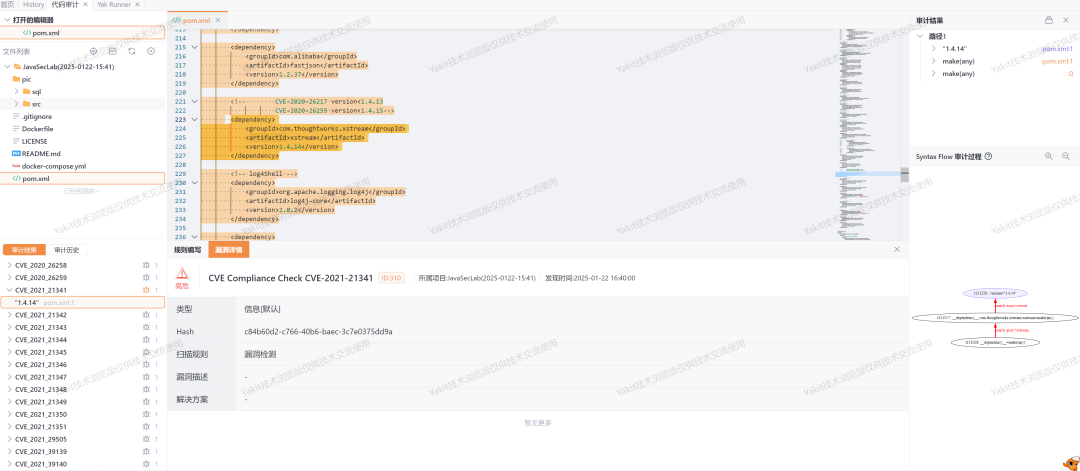 首页 History 代码审计 × Yak Runner ×
打开的编辑器
pom.xml
文件列表
JavaSecLab(2025-0122-15:41)
pic
sql
src
.gitignore
Dockerfile
LICENSE
README.md
docker-compose.yml
pom.xml
已经到底啦~
审计结果 审计历史
CVE_2020_26258 1
CVE_2020_26259 1
CVE_2021_21341 1
"1.4.14" pom.xml:1
CVE_2021_21342 1
CVE_2021_21343 1
CVE_2021_21344 1
CVE_2021_21345 1
CVE_2021_21346 1
CVE_2021_21347 1
CVE_2021_21348 1
CVE_2021_21349 1
CVE_2021_21350 1
CVE_2021_21351 1
CVE_2021_29505 1
CVE_2021_39139 1
CVE_2021_39140 1
pom.xml ×
213 </dependency>
214
215 <dependency>
216 <groupId>com.alibaba</groupId>
217 <artifactId>fastjson</artifactId>
218 <version>1.2.37</version>
219 </dependency>
220
221 <!-- CVE-2020-26217 version<1.4.13
222 CVE-2020-26259 version<1.4.15-->
223 <dependency>
224 <groupId>com.thoughtworks.xstream</groupId>
225 <artifactId>xstream</artifactId>
226 <version>1.4.14</version>
227 </dependency>
228
229 <!-- log4Shell -->
230 <dependency>
231 <groupId>org.apache.logging.log4j</groupId>
232 <artifactId>log4j-core</artifactId>
233 <version>2.8.2</version>
234 </dependency>
235
236 <dependency>
规则编写 漏洞详情
高危
CVE Compliance Check CVE-2021-21341 ID:310 所属项目:JavaSecLab(2025-0122-15:41) 发现时间:2025-01-22 16:40:00
类型 信息[默认]
Hash c84b60d2-c766-40b6-baec-3c7e0375dd9a
扫描规则 漏洞检测
漏洞描述 -
解决方案 -
暂无更多
审计结果
路径1
"1.4.14" pom.xml:1
make(any) pom.xml:1
make(any) :0
Syntax Flow 审计过程
Yakit技术浏览版仅供技术交流使用